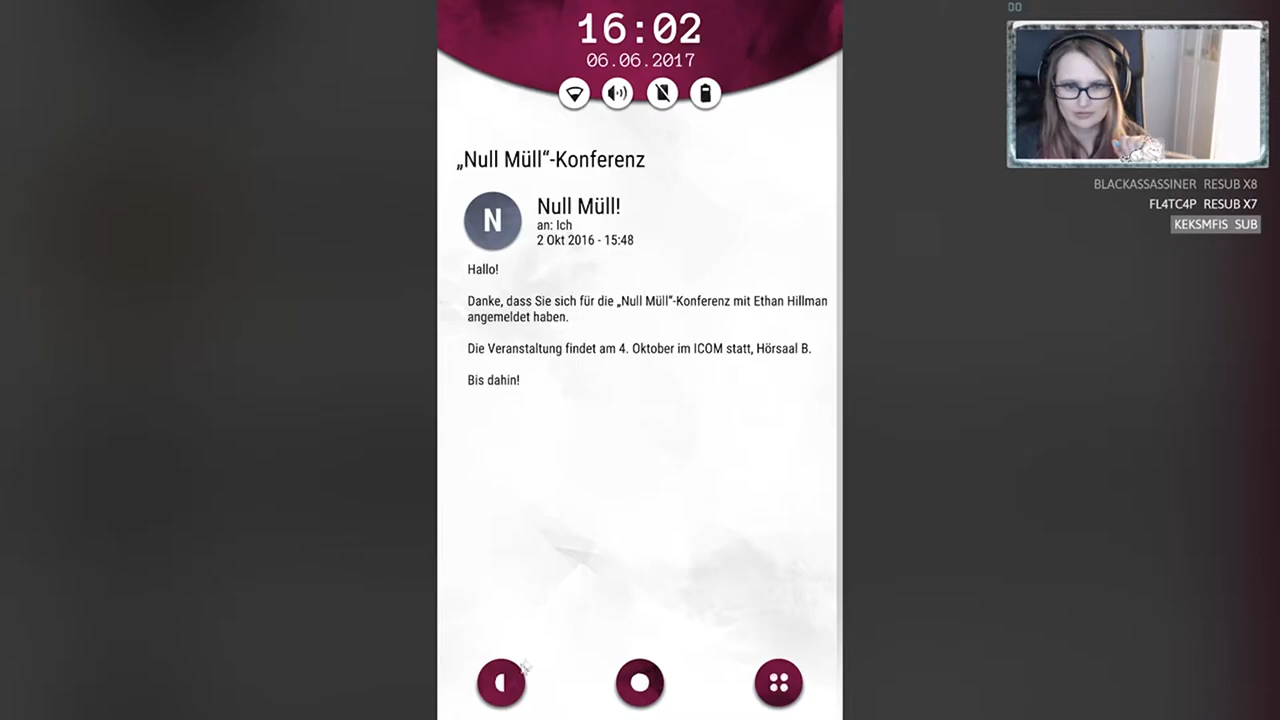 16:02
06.06.2017
„Null Müll“-Konferenz
N
Null Müll!
an: Ich
2 Okt 2016 - 15:48
Hallo!
Danke, dass Sie sich für die „Null Müll“-Konferenz mit Ethan Hillman
angemeldet haben.
Die Veranstaltung findet am 4. Oktober im ICOM statt, Hörsaal B.
Bis dahin!
00
BLACKASSASSINER RESUB X8
FL4TC4P RESUB X7
KEKSMFIS SUB